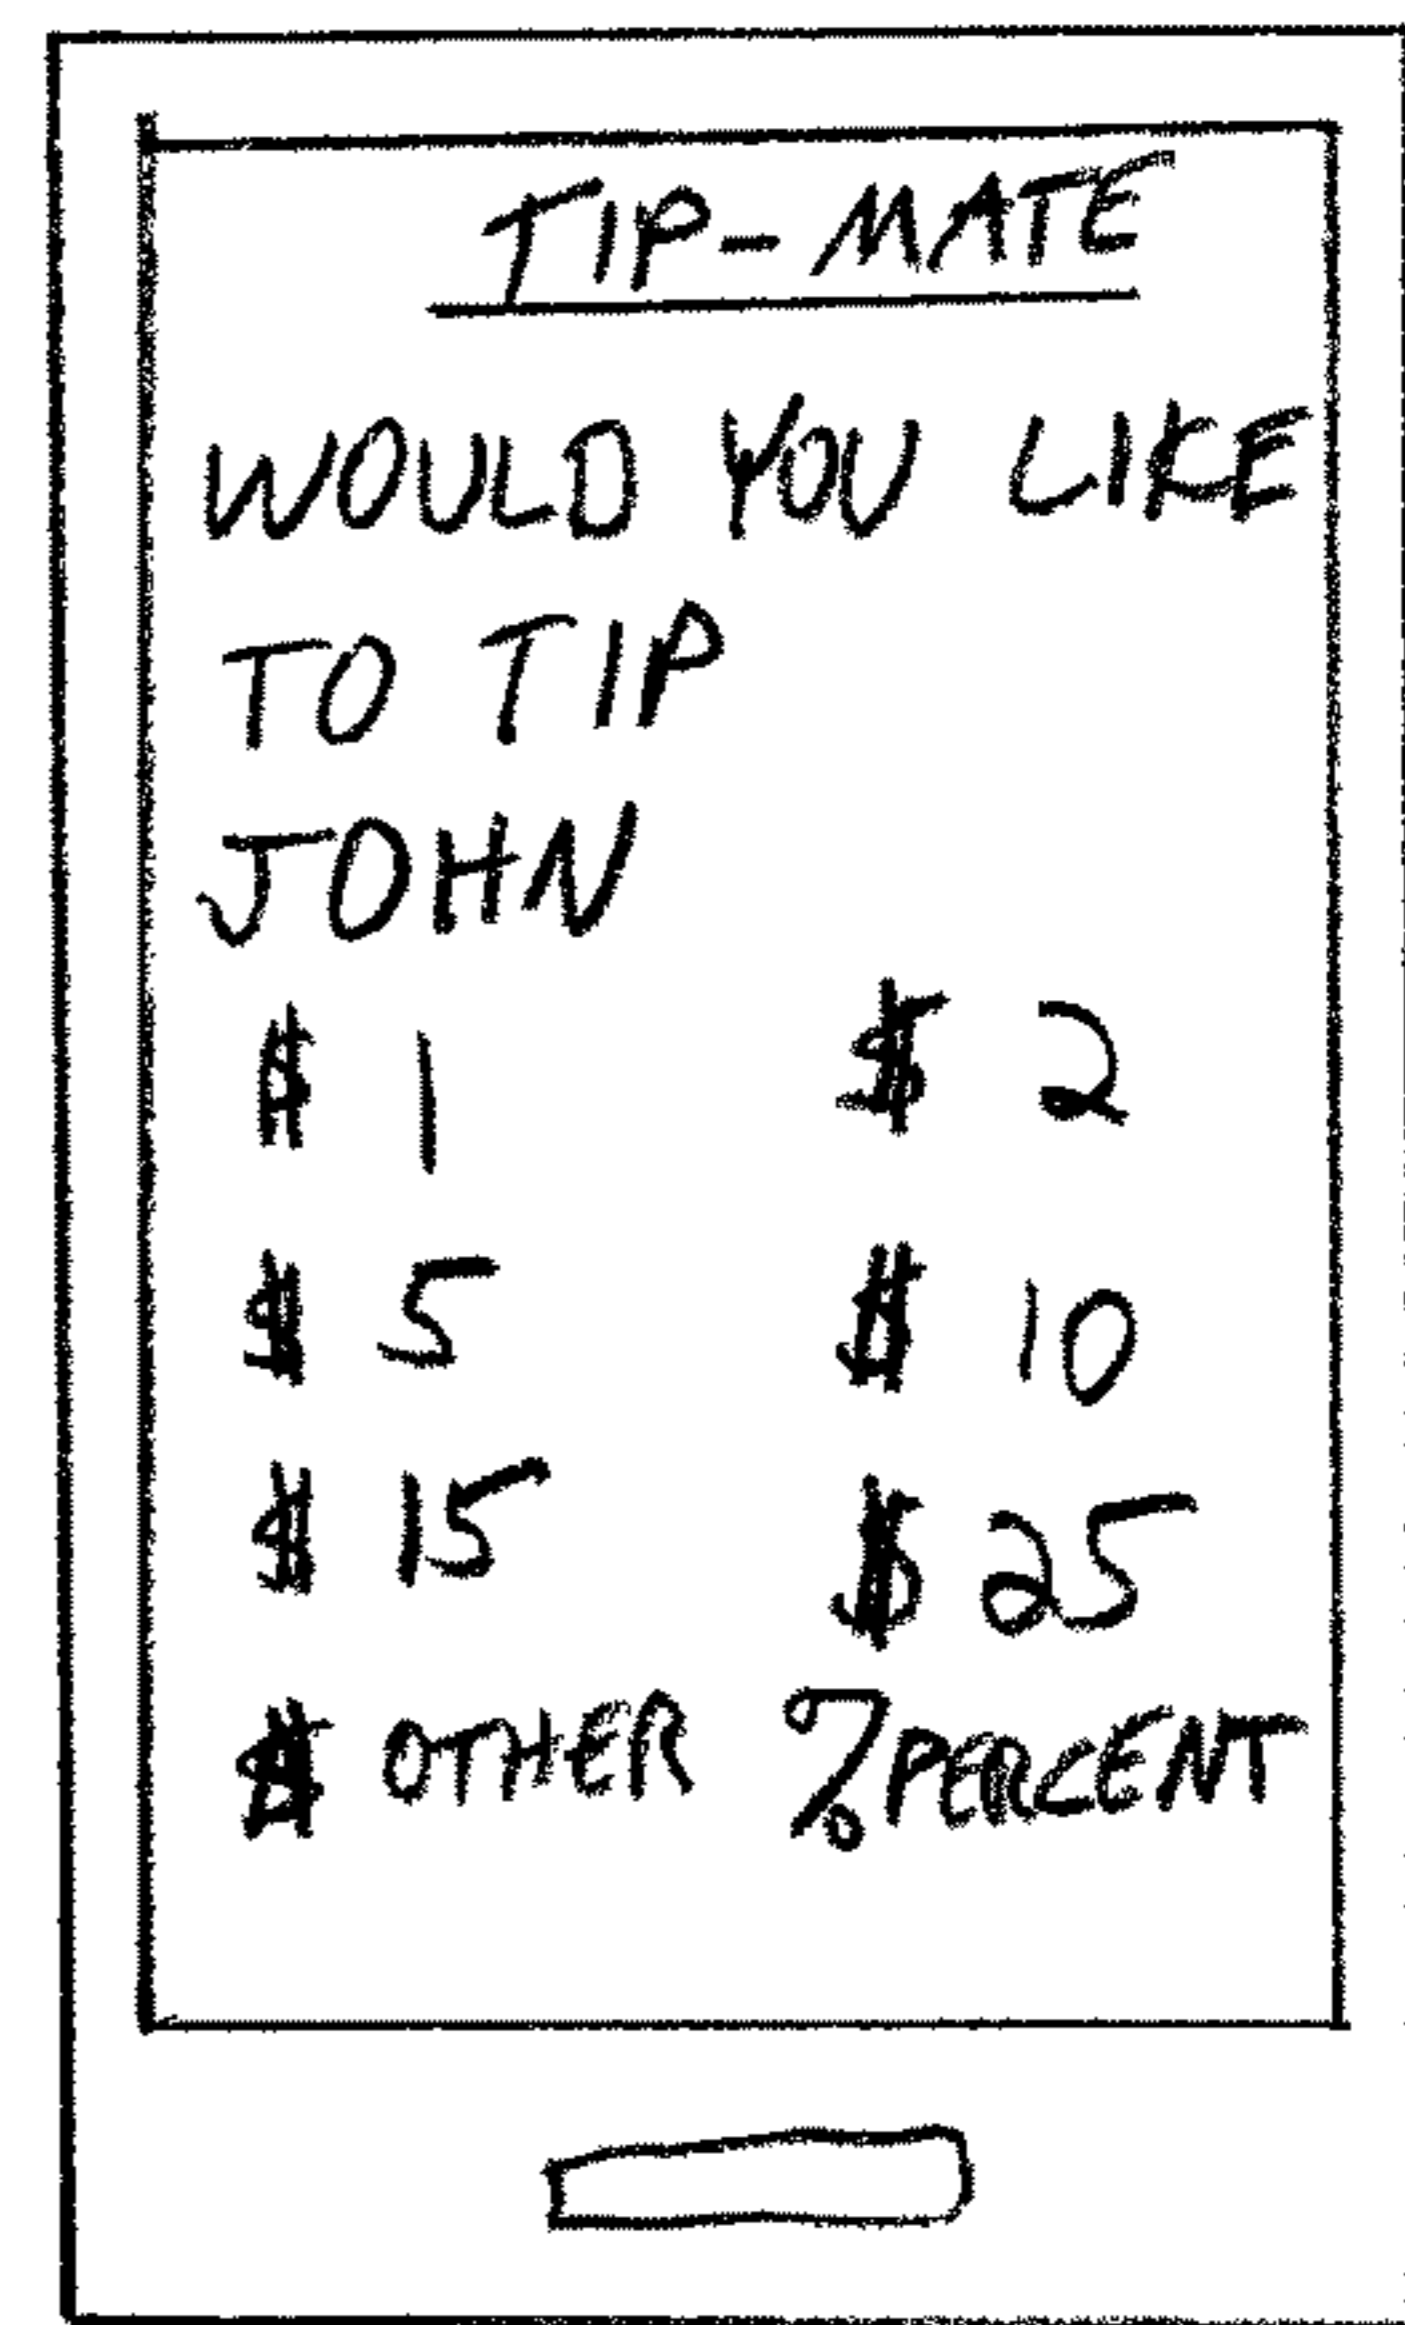 TIP-MATE
WOULD YOU LIKE
TO TIP
JOHN
$ 1 $ 2
$ 5 $ 10
$ 15 $ 25
$ OTHER % PERCENT